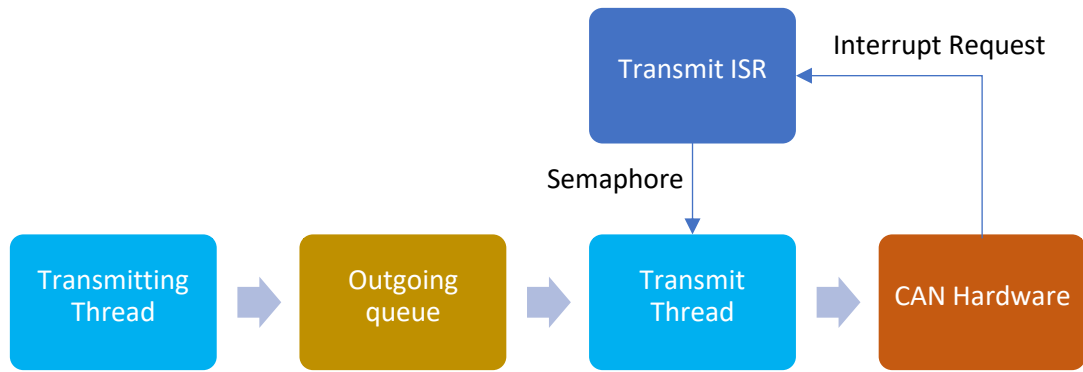 Interrupt Request
Transmit ISR
Semaphore
Transmitting
Thread
Outgoing
queue
Transmit
Thread
CAN Hardware